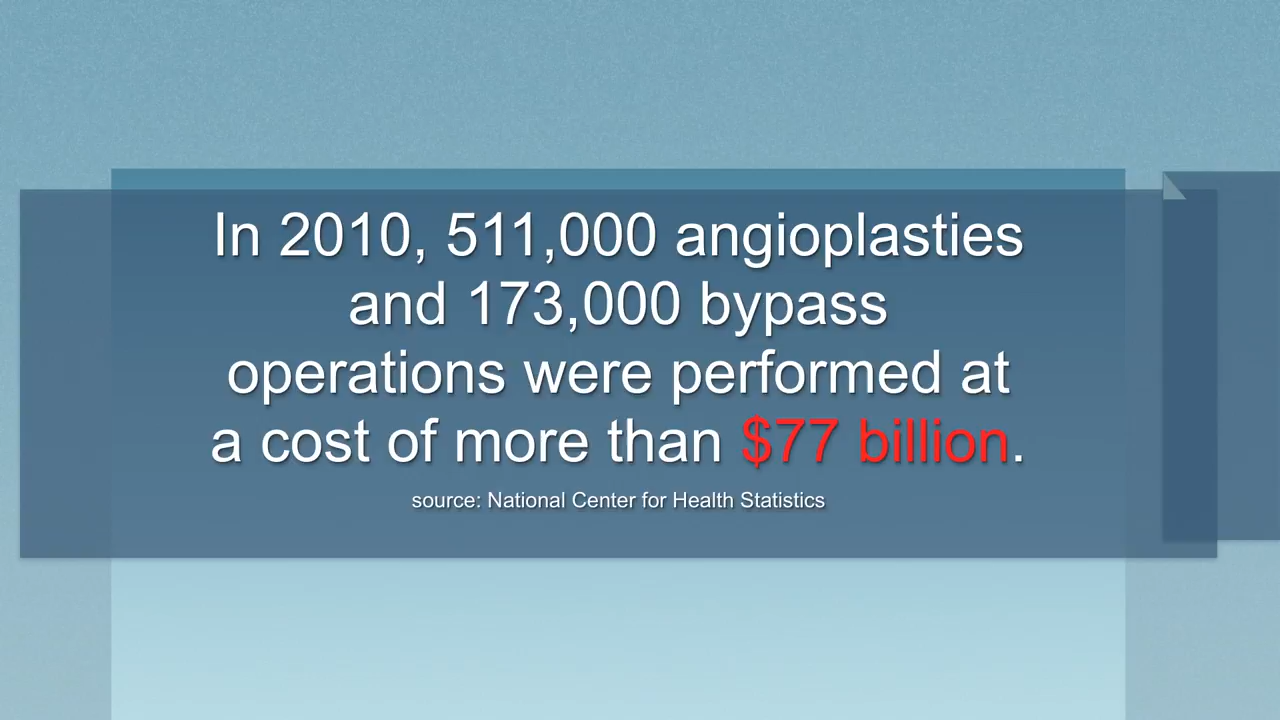 In 2010, 511,000 angioplasties
and 173,000 bypass
operations were performed at
a cost of more than $77 billion.
source: National Center for Health Statistics